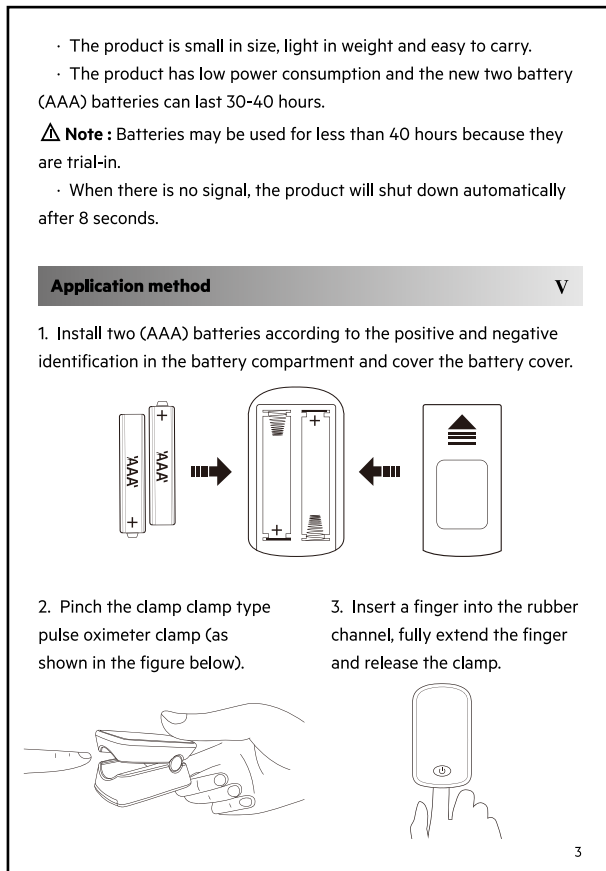 · The product is small in size, light in weight and easy to carry.
· The product has low power consumption and the new two battery
(AAA) batteries can last 30-40 hours.
⚠ Note : Batteries may be used for less than 40 hours because they
are trial-in.
· When there is no signal, the product will shut down automatically
after 8 seconds.
Application method V
1. Install two (AAA) batteries according to the positive and negative
identification in the battery compartment and cover the battery cover.
+
'AAA'
'AAA'
+
+
+
2. Pinch the clamp clamp type
pulse oximeter clamp (as
shown in the figure below).
3. Insert a finger into the rubber
channel, fully extend the finger
and release the clamp.
3